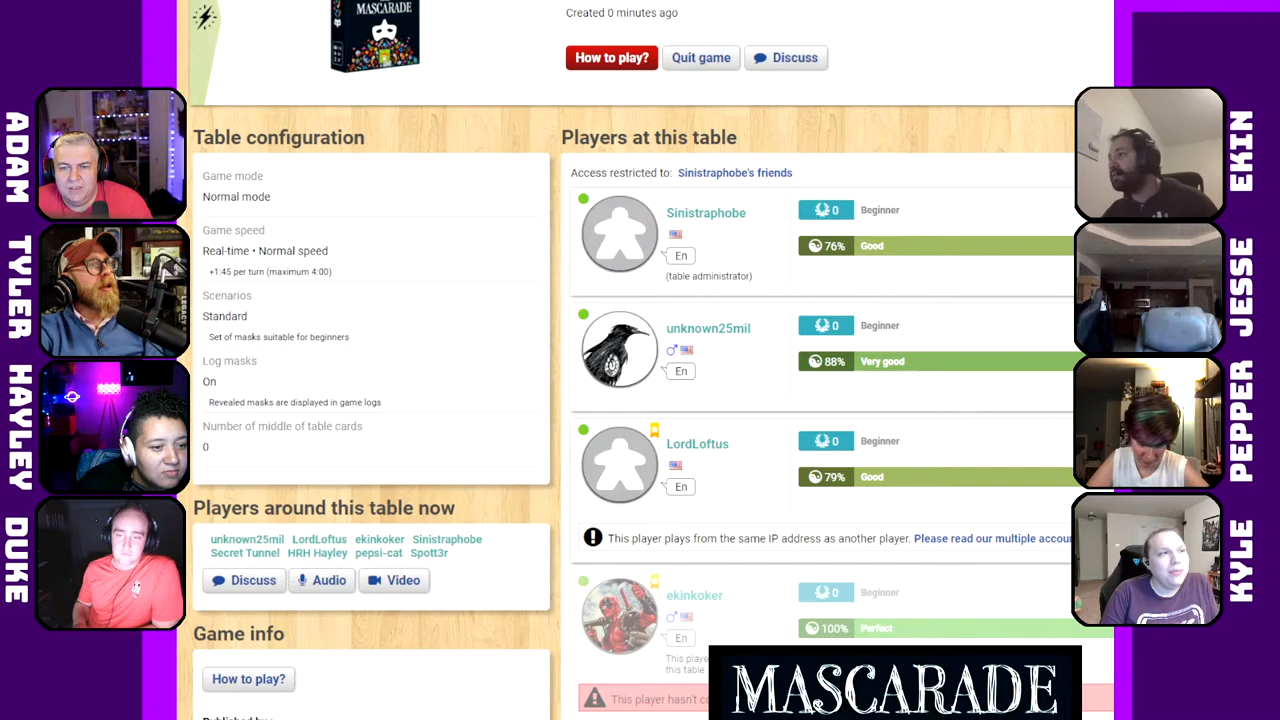 MASCARADE
Created 0 minutes ago
How to play?
Quit game
Discuss
ADAM
TYLER
HAYLEY
DUKE
Table configuration
Game mode
Normal mode
Game speed
Real-time • Normal speed
+1:45 per turn (maximum 4:00)
Scenarios
Standard
Set of masks suitable for beginners
Log masks
On
Revealed masks are displayed in game logs
Number of middle of table cards
0
Players around this table now
unknown25mil LordLoftus ekinkoker Sinistraphobe
Secret Tunnel HRH Hayley pepsi-cat Spott3r
Discuss
Audio
Video
Game info
How to play?
Players at this table
Access restricted to: Sinistraphobe's friends
Sinistraphobe
En
(table administrator)
0
Beginner
76%
Good
unknown25mil
En
0
Beginner
88%
Very good
LordLoftus
En
0
Beginner
79%
Good
This player plays from the same IP address as another player. Please read our multiple accou
ekinkoker
En
0
Beginner
100%
Perfect
This playe
this table
This player hasn't co
MASCARADE
EKIN
JESSE
PEPPER
KYLE